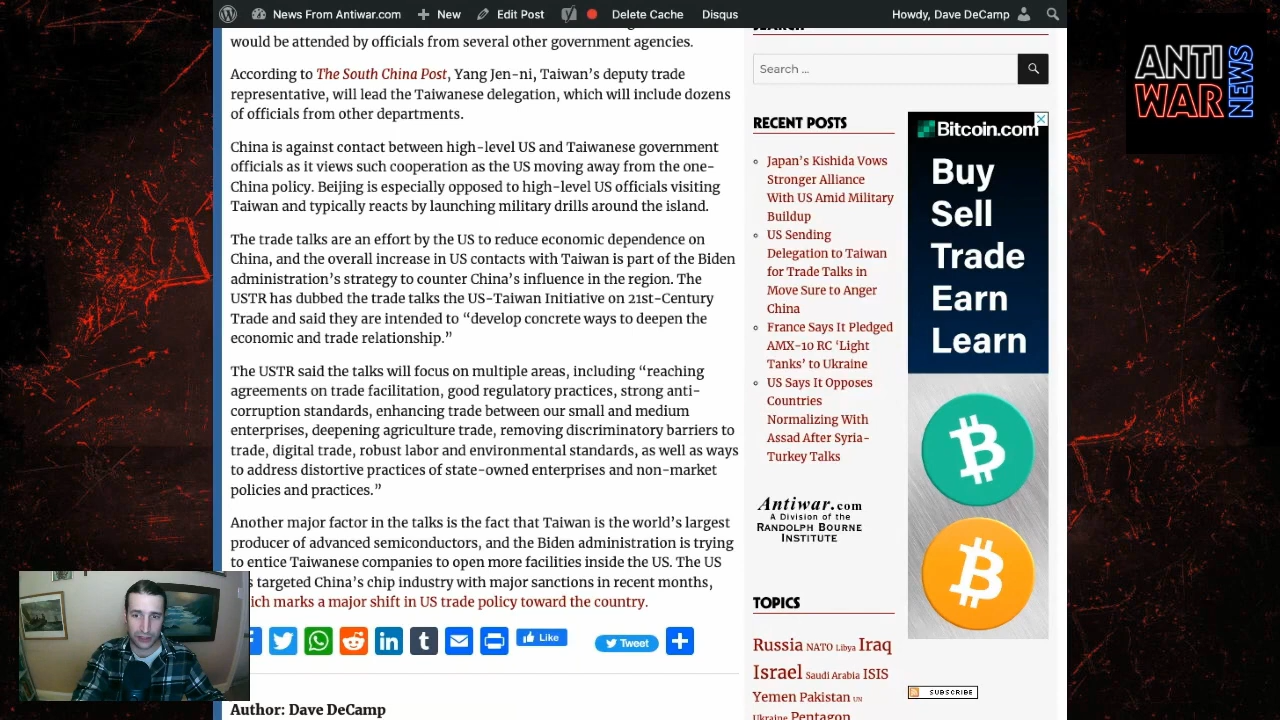 News From Antiwar.com
New
Edit Post
Delete Cache
Disqus
Howdy, Dave DeCamp
would be attended by officials from several other government agencies.
According to The South China Post, Yang Jen-ni, Taiwan’s deputy trade
representative, will lead the Taiwanese delegation, which will include dozens
of officials from other departments.
China is against contact between high-level US and Taiwanese government
officials as it views such cooperation as the US moving away from the one-
China policy. Beijing is especially opposed to high-level US officials visiting
Taiwan and typically reacts by launching military drills around the island.
The trade talks are an effort by the US to reduce economic dependence on
China, and the overall increase in US contacts with Taiwan is part of the Biden
administration’s strategy to counter China’s influence in the region. The
USTR has dubbed the trade talks the US-Taiwan Initiative on 21st-Century
Trade and said they are intended to “develop concrete ways to deepen the
economic and trade relationship.”
The USTR said the talks will focus on multiple areas, including “reaching
agreements on trade facilitation, good regulatory practices, strong anti-
corruption standards, enhancing trade between our small and medium
enterprises, deepening agriculture trade, removing discriminatory barriers to
trade, digital trade, robust labor and environmental standards, as well as ways
to address distortive practices of state-owned enterprises and non-market
policies and practices.”
Another major factor in the talks is the fact that Taiwan is the world’s largest
producer of advanced semiconductors, and the Biden administration is trying
to entice Taiwanese companies to open more facilities inside the US. The US
targeted China’s chip industry with major sanctions in recent months,
marks a major shift in US trade policy toward the country.
Like
Tweet
Author: Dave DeCamp
Search ...
RECENT POSTS
Japan’s Kishida Vows
Stronger Alliance
With US Amid Military
Buildup
US Sending
Delegation to Taiwan
for Trade Talks in
Move Sure to Anger
China
France Says It Pledged
AMX-10 RC ‘Light
Tanks’ to Ukraine
US Says It Opposes
Countries
Normalizing With
Assad After Syria-
Turkey Talks
Antiwar.com
A Division of the
RANDOLPH BOURNE
INSTITUTE
TOPICS
Russia NATO Libya Iraq
Israel Saudi Arabia ISIS
Yemen Pakistan UN
Ukraine Pentagon
Bitcoin.com
Buy
Sell
Trade
Earn
Learn
SUBSCRIBE
ANTI
WAR
NEWS